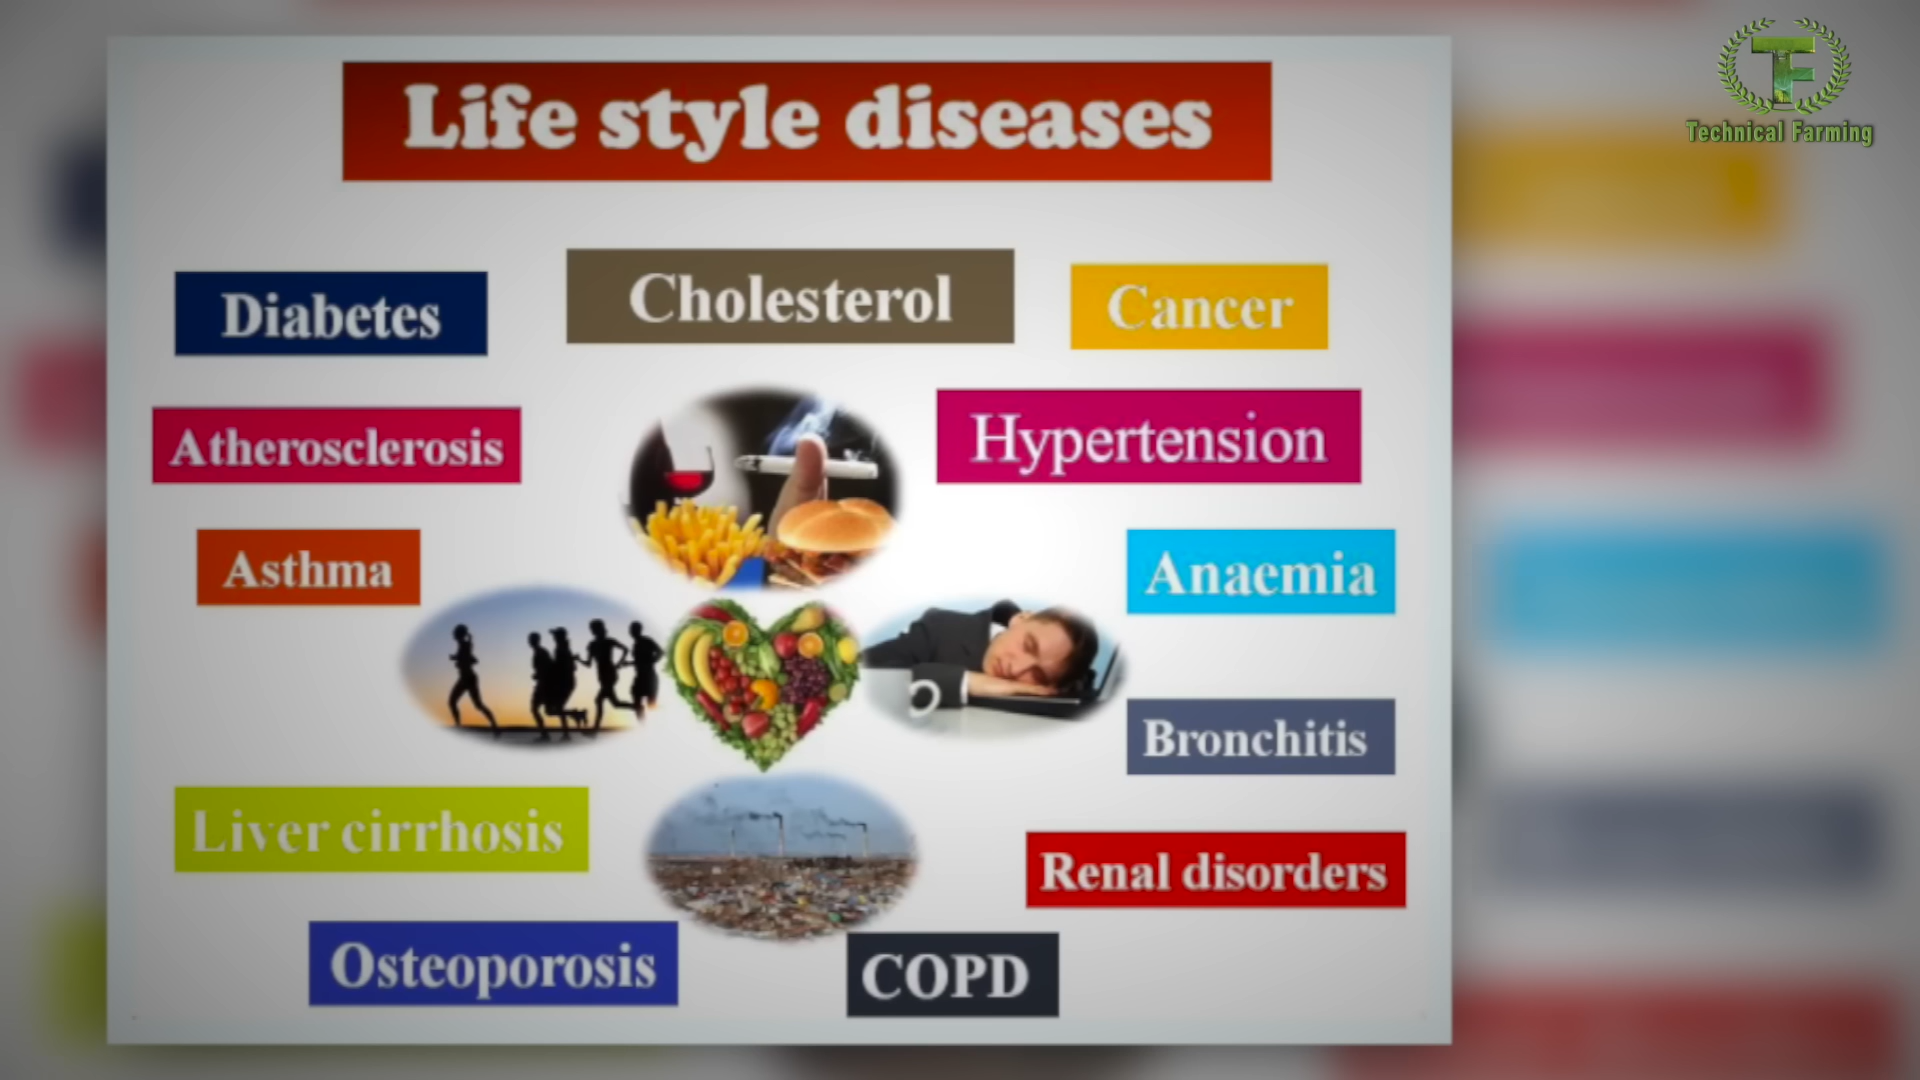 Life style diseases
Technical Farming
Diabetes
Cholesterol
Cancer
Atherosclerosis
Hypertension
Asthma
Anaemia
Bronchitis
Liver cirrhosis
Renal disorders
Osteoporosis
COPD